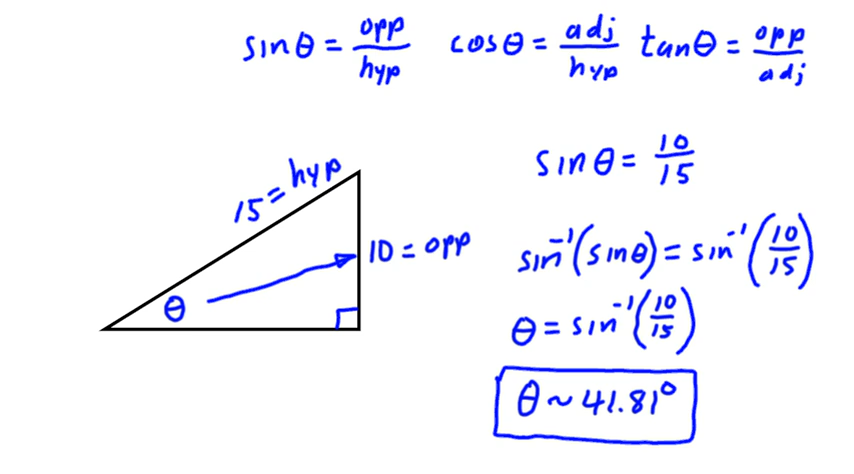 sinθ = opp/hyp cosθ = adj/hyp tanθ = opp/adj
15 = hyp
10 = opp
θ
sinθ = 10/15
sin⁻¹(sinθ) = sin⁻¹(10/15)
θ = sin⁻¹(10/15)
θ ~ 41.81°